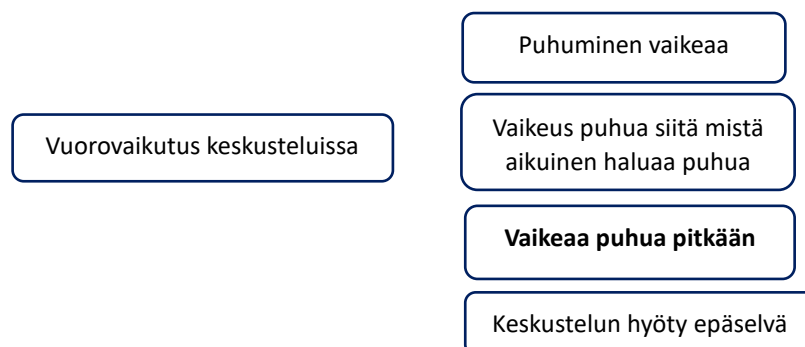 Puhuminen vaikeaa
Vuorovaikutus keskusteluissa
Vaikeus puhua siitä mistä
aikuinen haluaa puhua
Vaikeaa puhua pitkään
Keskustelun hyöty epäselvä